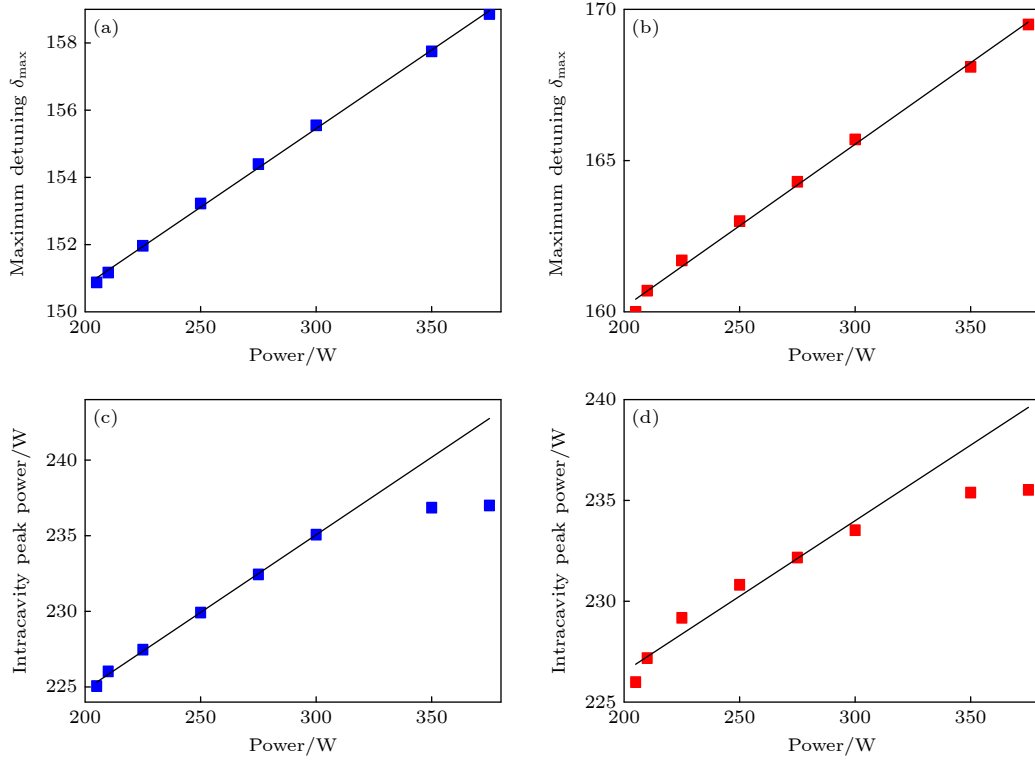 (a)
Maximum detuning δmax
158
156
154
152
150
200
250
300
350
Power/W
(b)
Maximum detuning δmax
170
165
160
200
250
300
350
Power/W
(c)
Intracavity peak power/W
240
235
230
225
200
250
300
350
Power/W
(d)
Intracavity peak power/W
240
235
230
225
200
250
300
350
Power/W